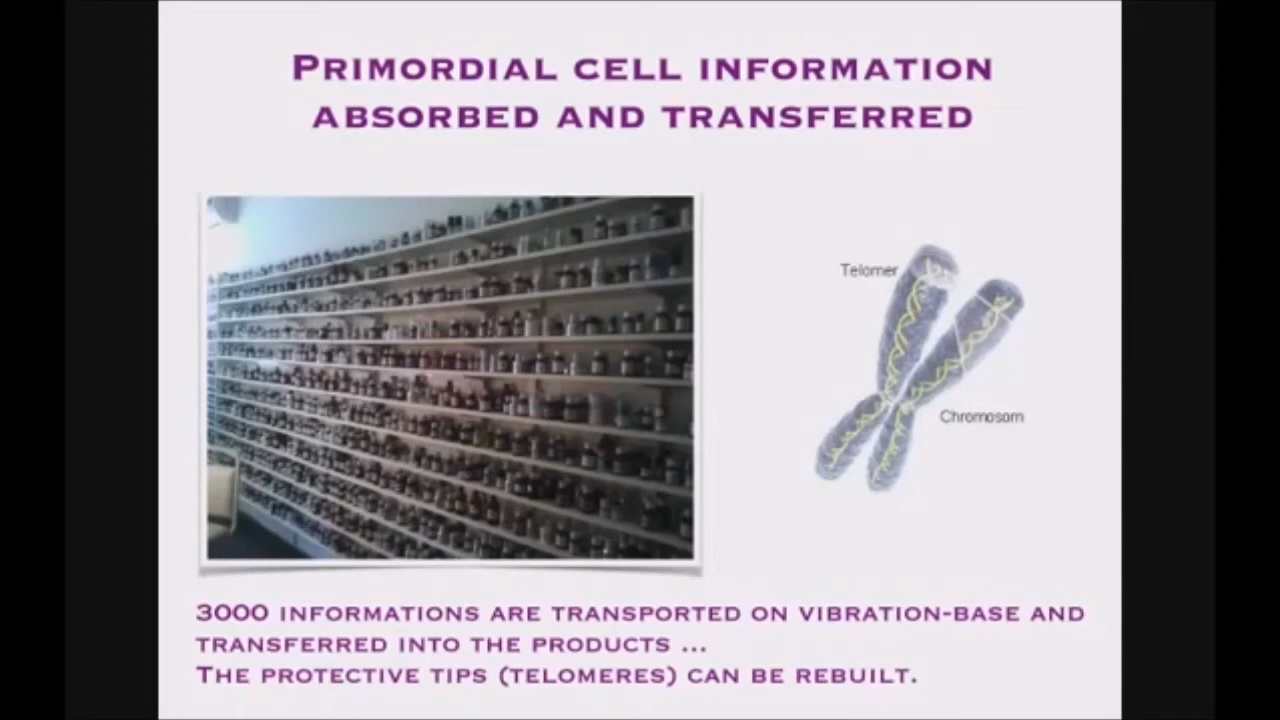 PRIMORDIAL CELL INFORMATION
ABSORBED AND TRANSFERRED
Telomer
Chromosom
3000 INFORMATIONS ARE TRANSPORTED ON VIBRATION-BASE AND
TRANSFERRED INTO THE PRODUCTS ...
THE PROTECTIVE TIPS (TELOMERES) CAN BE REBUILT.